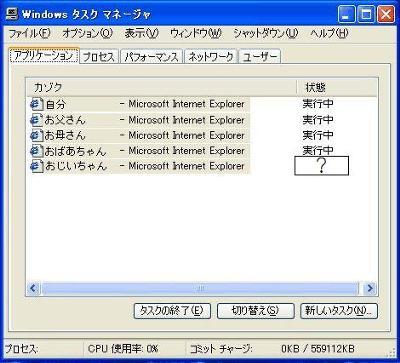 Windows タスク マネージャ
ファイル(F) オプション(O) 表示(V) ウィンドウ(W) シャットダウン(U) ヘルプ(H)
アプリケーション プロセス パフォーマンス ネットワーク ユーザー
カゾク 状態
自分 - Microsoft Internet Explorer 実行中
お父さん - Microsoft Internet Explorer 実行中
お母さん - Microsoft Internet Explorer 実行中
おばあちゃん - Microsoft Internet Explorer 実行中
おじいちゃん - Microsoft Internet Explorer ?
タスクの終了(E) 切り替え(S) 新しいタスク(N)...
プロセス: CPU 使用率: 0% コミット チャージ: 0KB / 559112KB